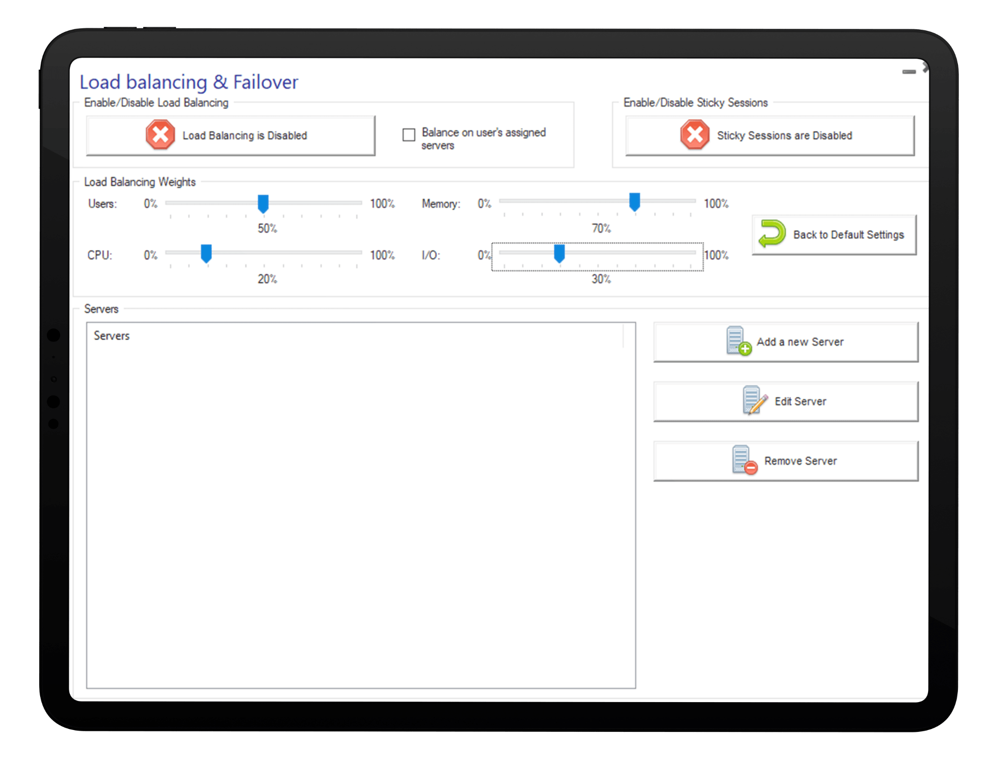 Load balancing & Failover
Enable/Disable Load Balancing
Enable/Disable Sticky Sessions
Load Balancing is Disabled
Balance on user's assigned
servers
Sticky Sessions are Disabled
Load Balancing Weights
Users: 0% 100% Memory: 0% 100%
50% 70%
Back to Default Settings
CPU: 0% 100% I/O: 0% 100%
20% 30%
Servers
Servers
Add a new Server
Edit Server
Remove Server